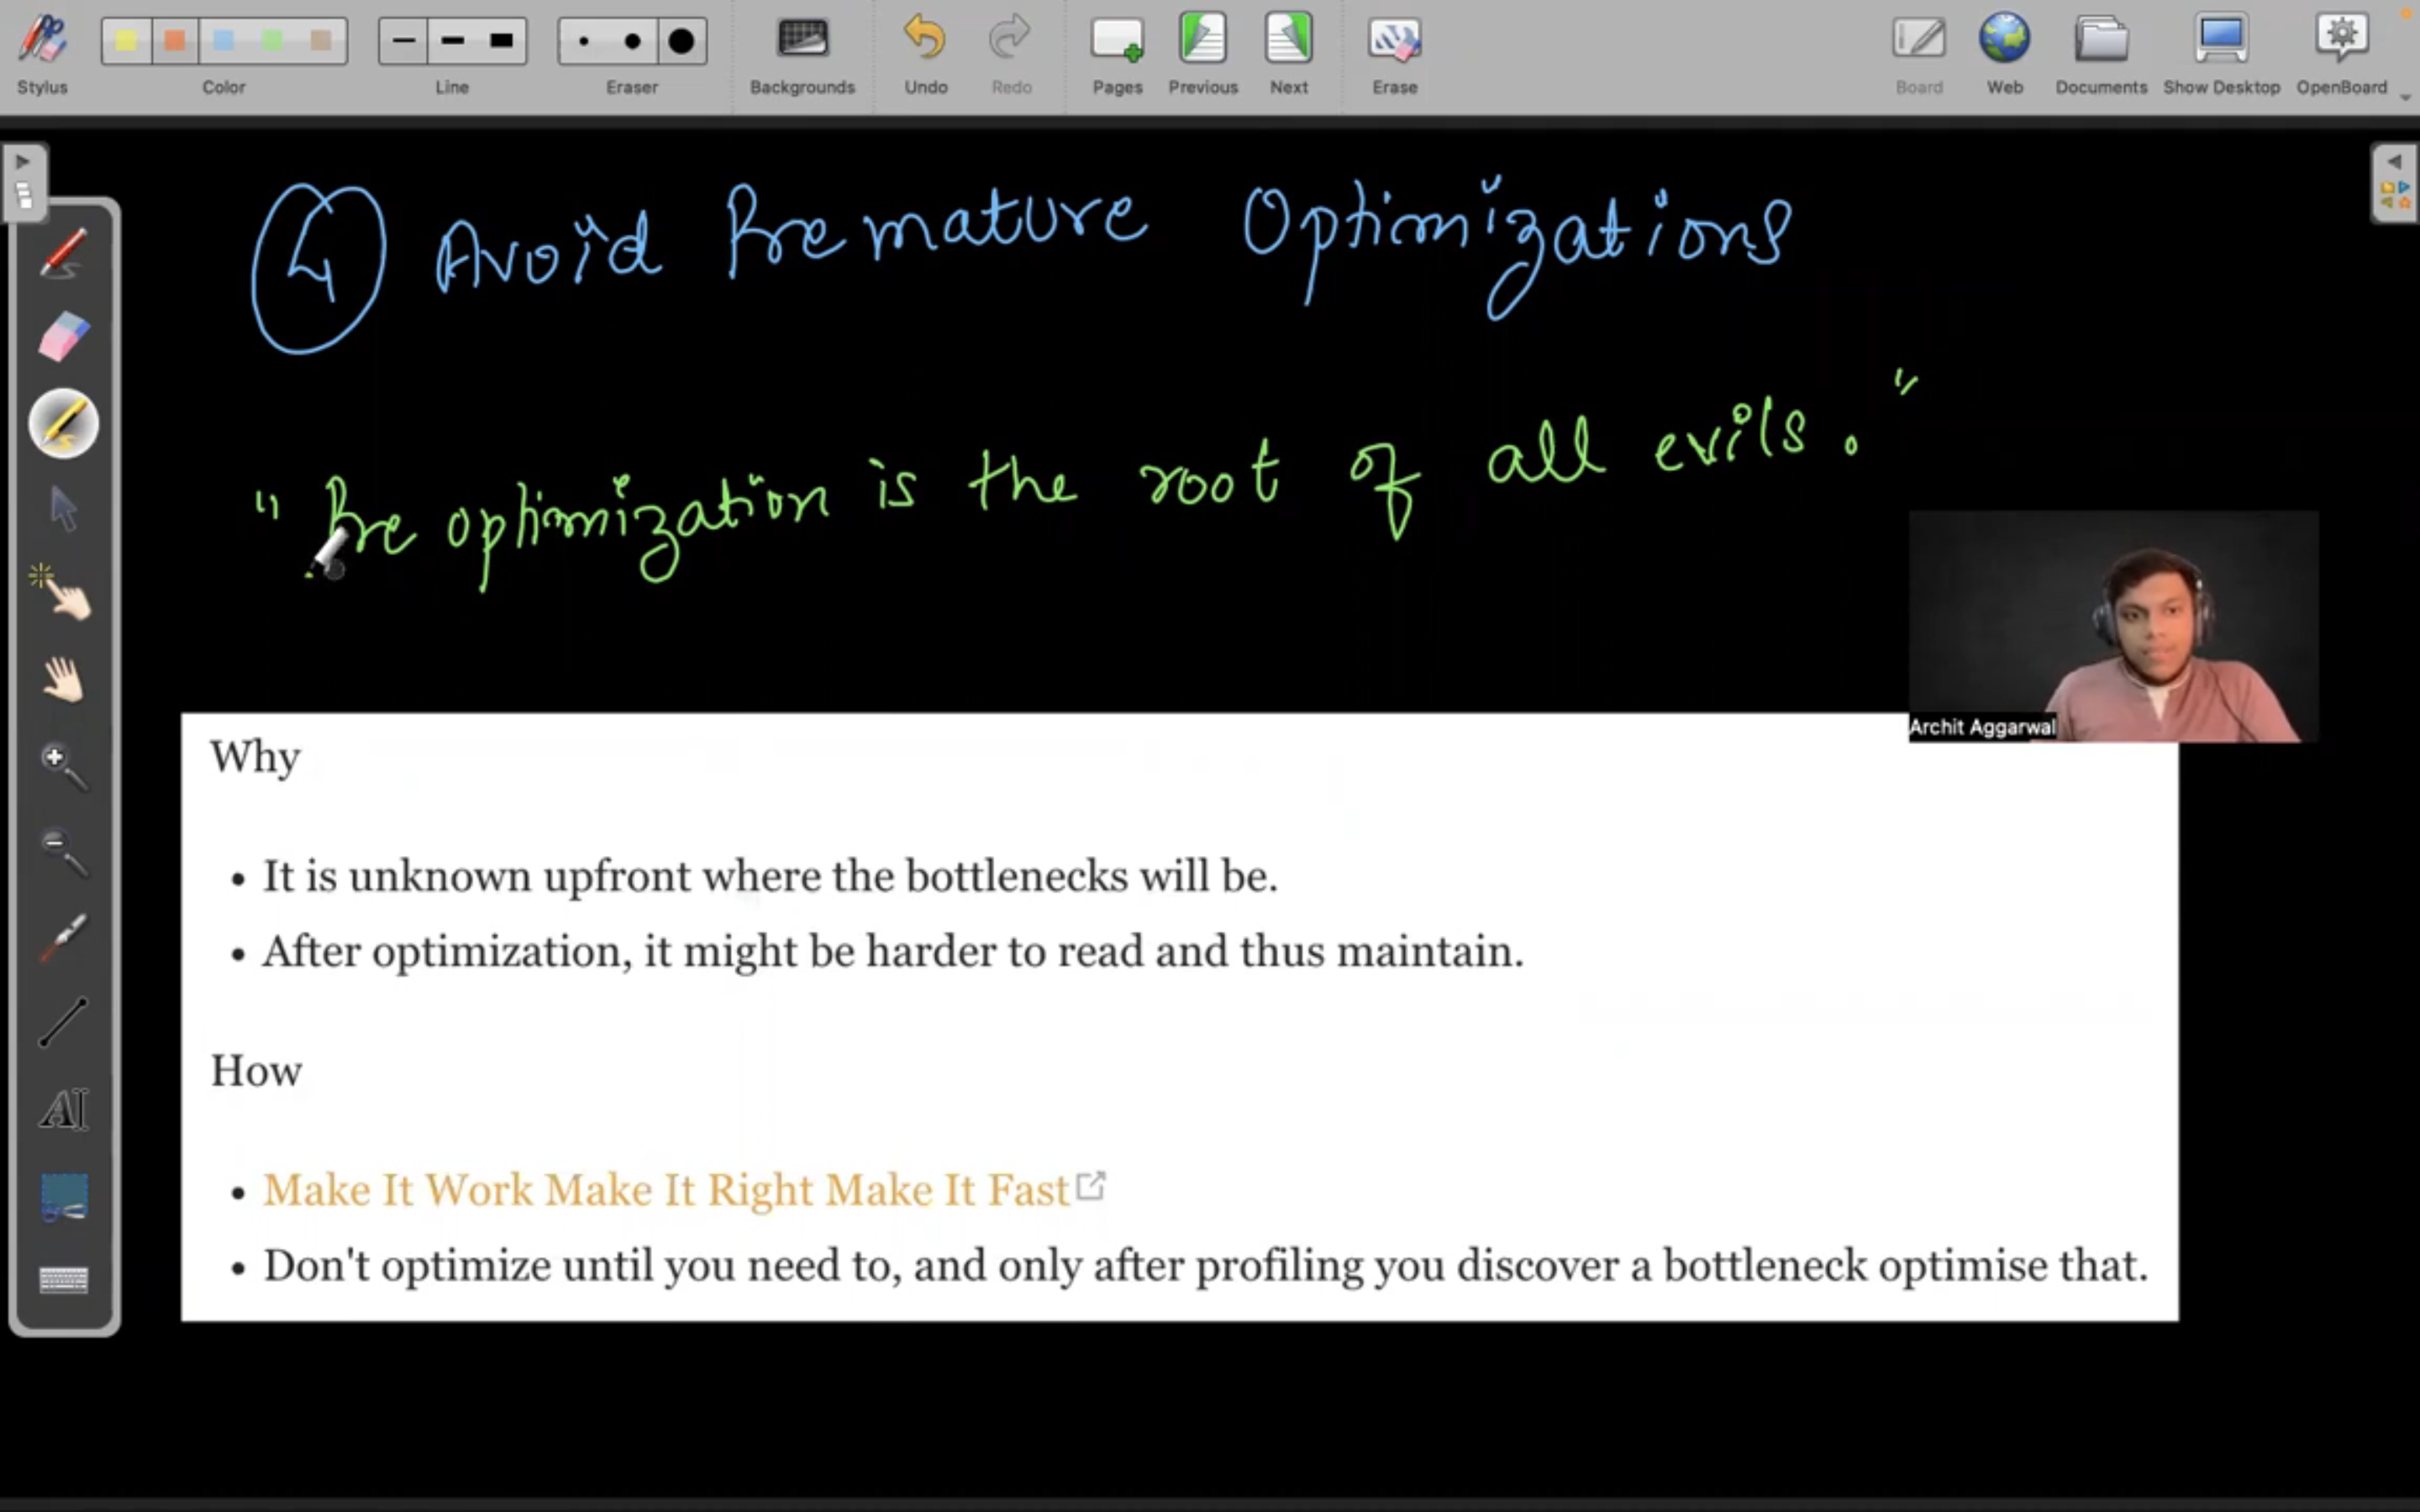 Stylus
Color
Line
Eraser
Backgrounds
Undo
Redo
Pages
Previous
Next
Erase
Board
Web
Documents
Show Desktop
OpenBoard
4 Avoid Premature Optimizations
" Pre optimization is the root of all evils. "
Archit Aggarwal
Why
• It is unknown upfront where the bottlenecks will be.
• After optimization, it might be harder to read and thus maintain.
How
• Make It Work Make It Right Make It Fast
• Don't optimize until you need to, and only after profiling you discover a bottleneck optimise that.
AI